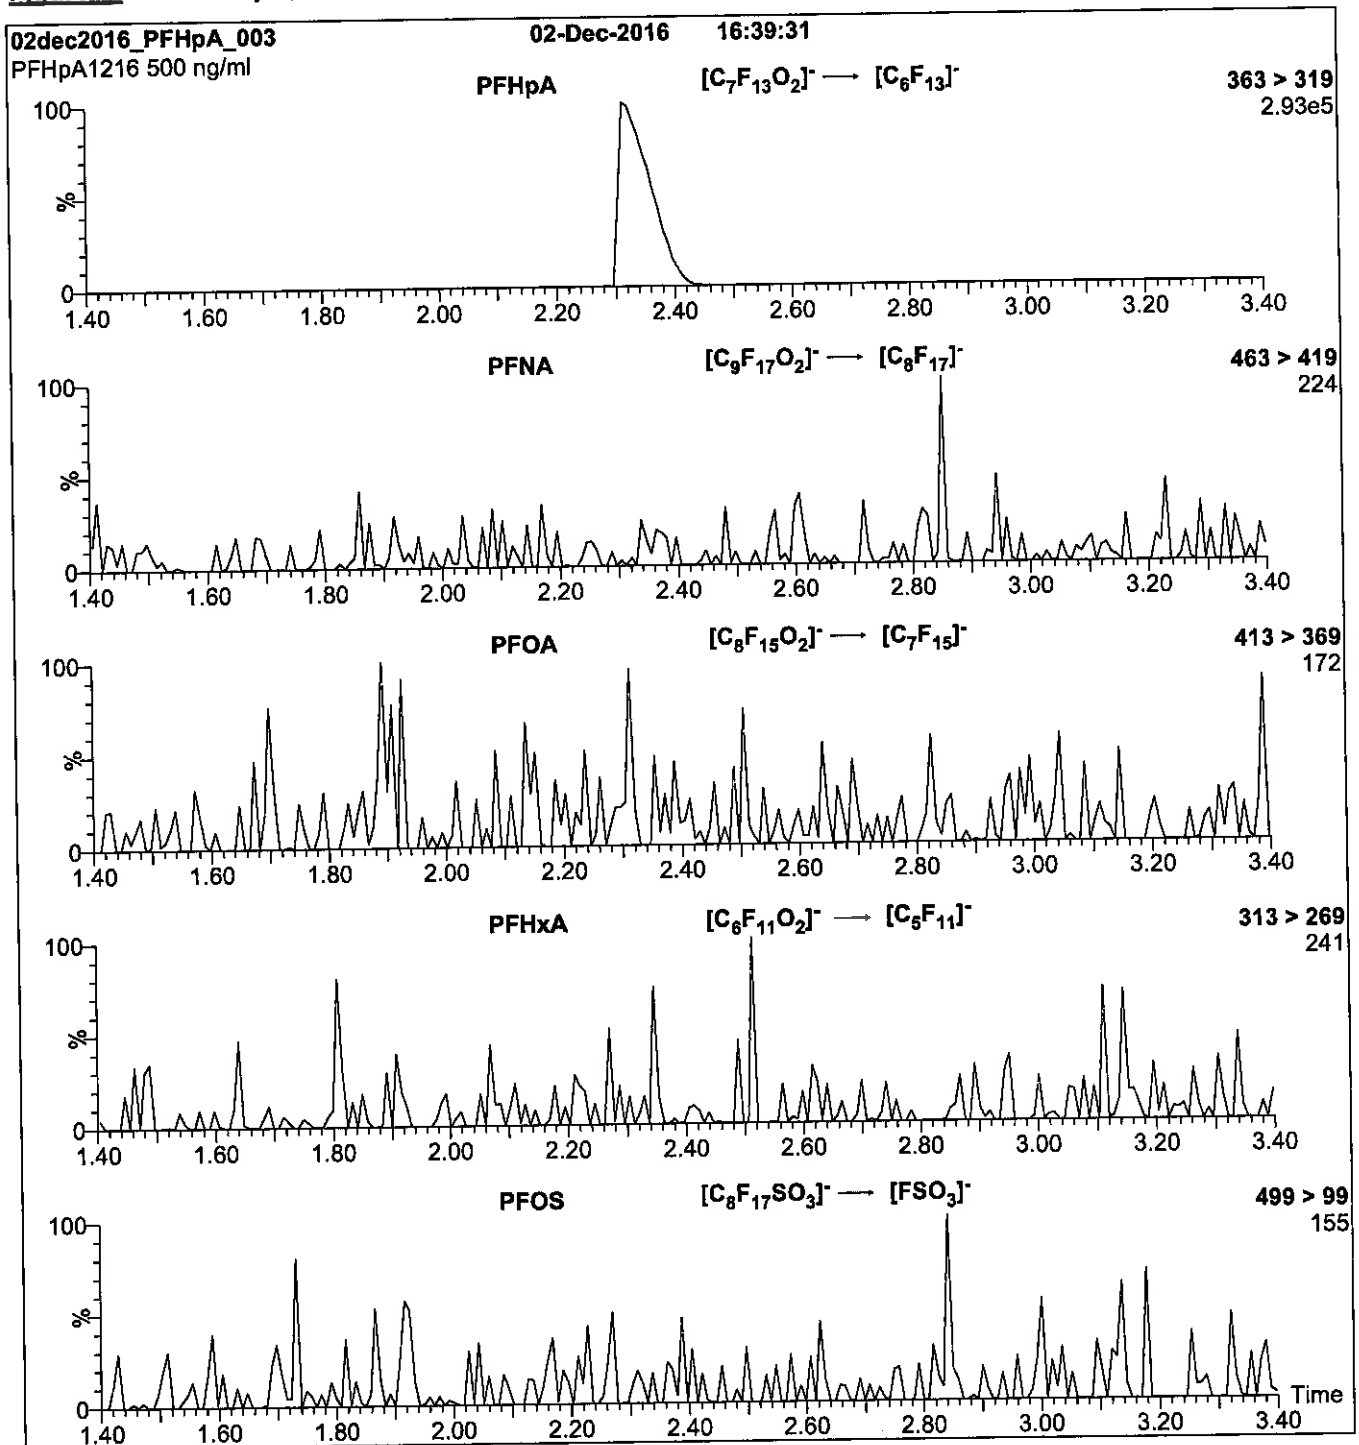 02dec2016_PFHpA_003 02-Dec-2016 16:39:31
PFHpA1216 500 ng/ml
PFHpA [C7F13O2]- → [C6F13]- 363 > 319
2.93e5
100
%
0
1.40 1.60 1.80 2.00 2.20 2.40 2.60 2.80 3.00 3.20 3.40
PFNA [C9F17O2]- → [C8F17]- 463 > 419
224
100
%
0
1.40 1.60 1.80 2.00 2.20 2.40 2.60 2.80 3.00 3.20 3.40
PFOA [C8F15O2]- → [C7F15]- 413 > 369
172
100
%
0
1.40 1.60 1.80 2.00 2.20 2.40 2.60 2.80 3.00 3.20 3.40
PFHxA [C6F11O2]- → [C5F11]- 313 > 269
241
100
%
0
1.40 1.60 1.80 2.00 2.20 2.40 2.60 2.80 3.00 3.20 3.40
PFOS [C8F17SO3]- → [FSO3]- 499 > 99
155
100
%
0
Time
1.40 1.60 1.80 2.00 2.20 2.40 2.60 2.80 3.00 3.20 3.40